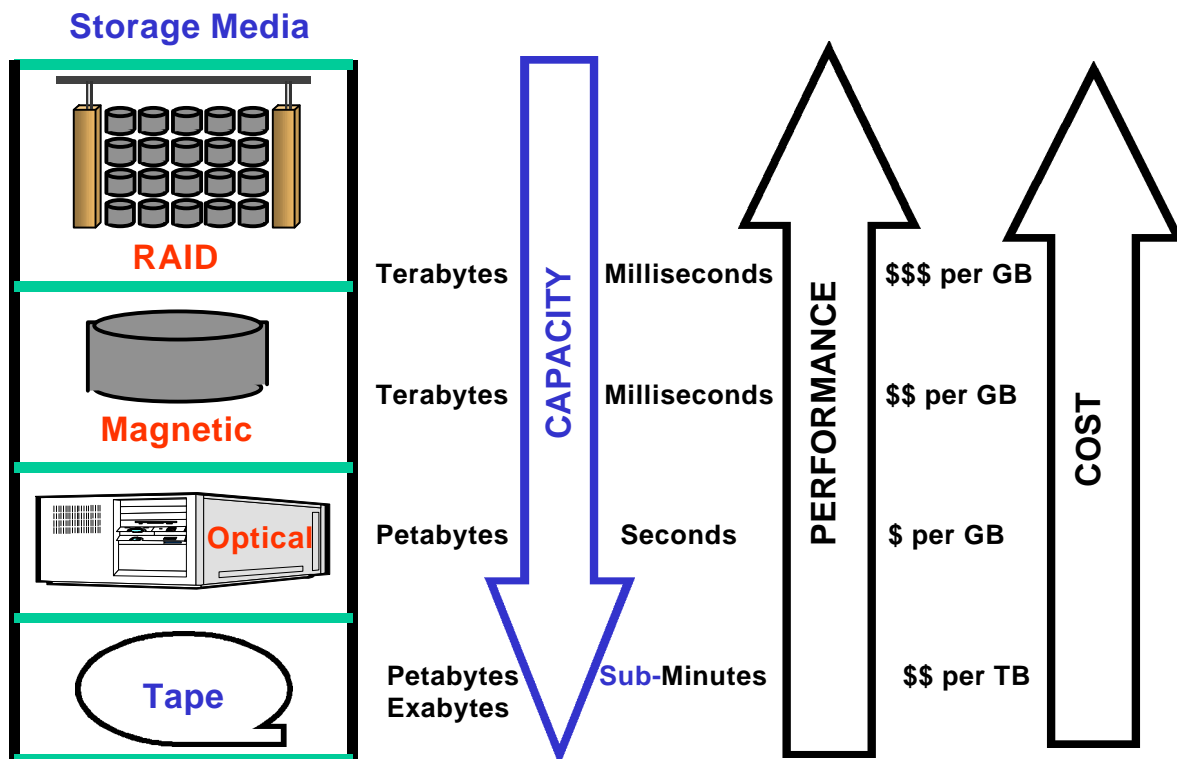 Storage Media
RAID
Terabytes
Milliseconds
$$$ per GB
Magnetic
Terabytes
Milliseconds
$$ per GB
Optical
Petabytes
Seconds
$ per GB
Tape
Petabytes
Exabytes
Sub-Minutes
$$ per TB
CAPACITY
PERFORMANCE
COST